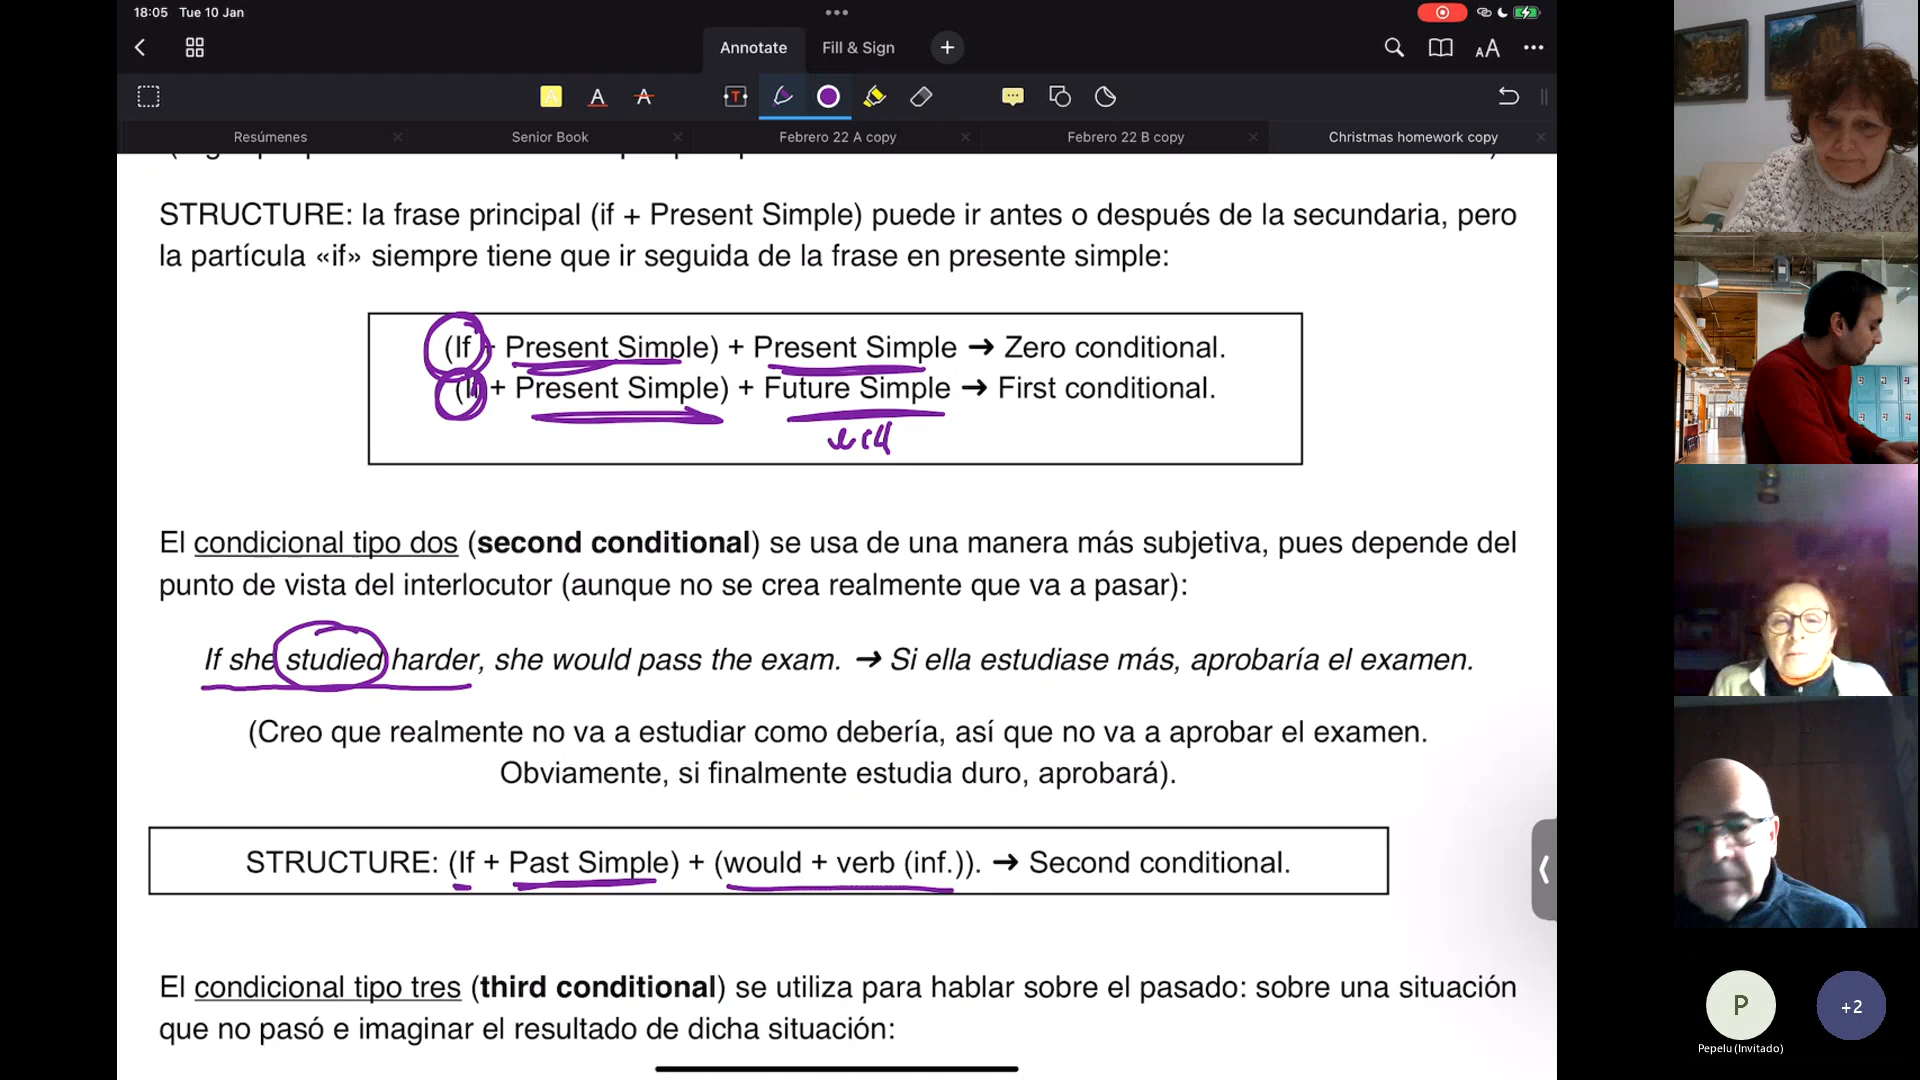 18:05 Tue 10 Jan
Annotate
Fill & Sign
AA
Resúmenes
Senior Book
Febrero 22 A copy
Febrero 22 B copy
Christmas homework copy
STRUCTURE: la frase principal (if + Present Simple) puede ir antes o después de la secundaria, pero
la partícula «if» siempre tiene que ir seguida de la frase en presente simple:
(If + Present Simple) + Present Simple → Zero conditional.
(If + Present Simple) + Future Simple → First conditional.
will
El condicional tipo dos (second conditional) se usa de una manera más subjetiva, pues depende del
punto de vista del interlocutor (aunque no se crea realmente que va a pasar):
If she studied harder, she would pass the exam. → Si ella estudiase más, aprobaría el examen.
(Creo que realmente no va a estudiar como debería, así que no va a aprobar el examen.
Obviamente, si finalmente estudia duro, aprobará).
STRUCTURE: (If + Past Simple) + (would + verb (inf.)). → Second conditional.
El condicional tipo tres (third conditional) se utiliza para hablar sobre el pasado: sobre una situación
que no pasó e imaginar el resultado de dicha situación:
P
+2
Pepelu (Invitado)